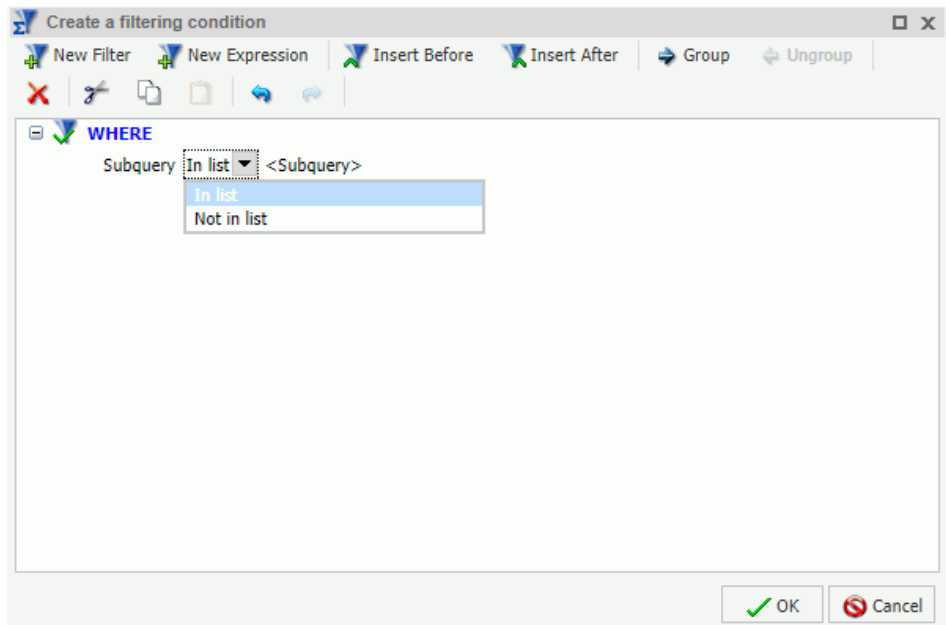 Create a filtering condition
New Filter New Expression Insert Before Insert After Group Ungroup
WHERE
Subquery In list <Subquery>
In list
Not in list
OK Cancel